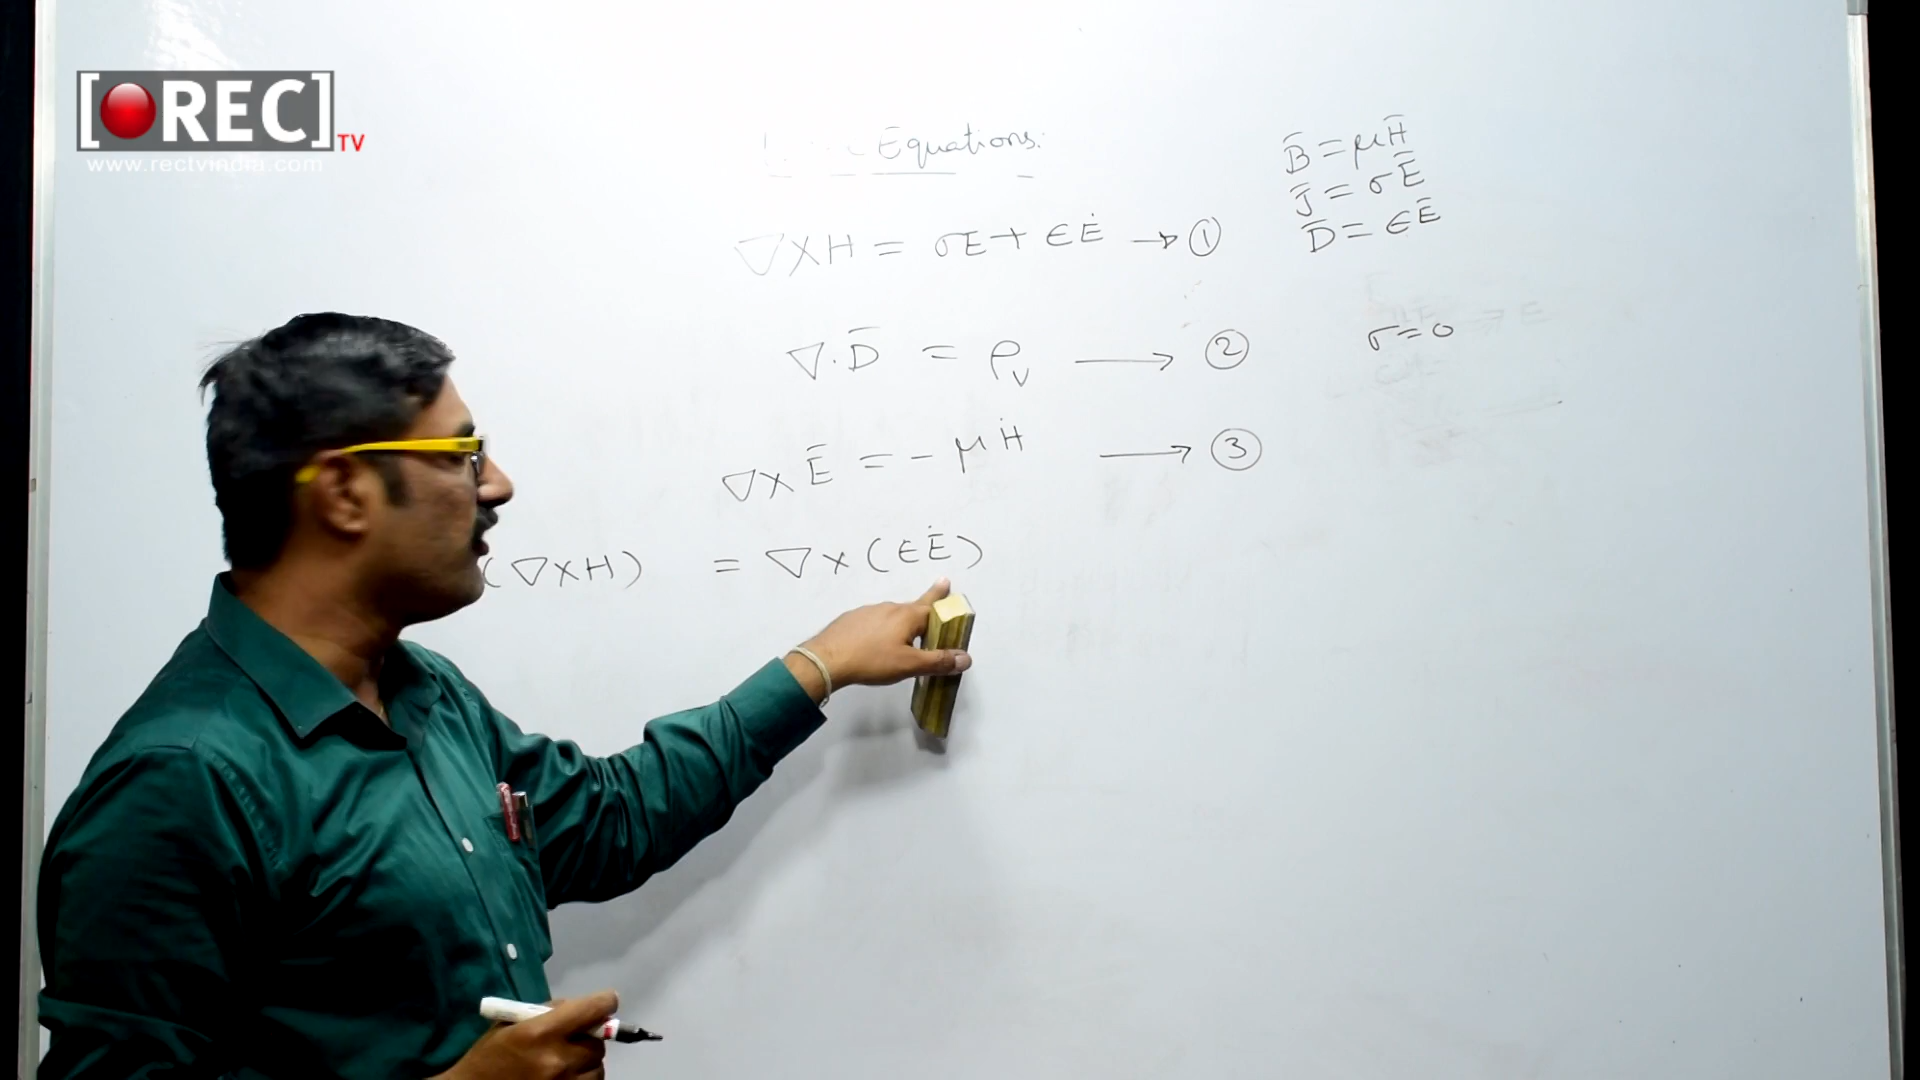 [REC] TV
www.rectvindia.com
Equations:
B̄ = μH̄
J̄ = σĒ
D̄ = ϵĒ
∇XH = σE + ϵĖ → ①
∇.D̄ = ρv → ②
σ=0
∇x Ē = - μḢ → ③
(∇XH) = ∇x(ϵĖ)